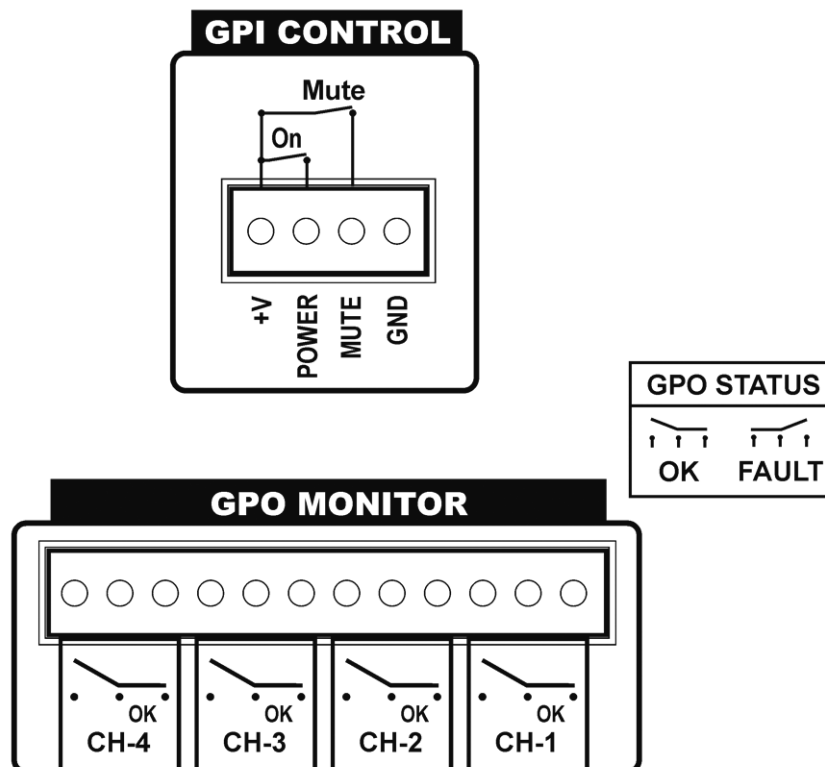 GPI CONTROL
Mute
On
+V
POWER
MUTE
GND
GPO STATUS
OK FAULT
GPO MONITOR
OK OK OK OK
CH-4 CH-3 CH-2 CH-1